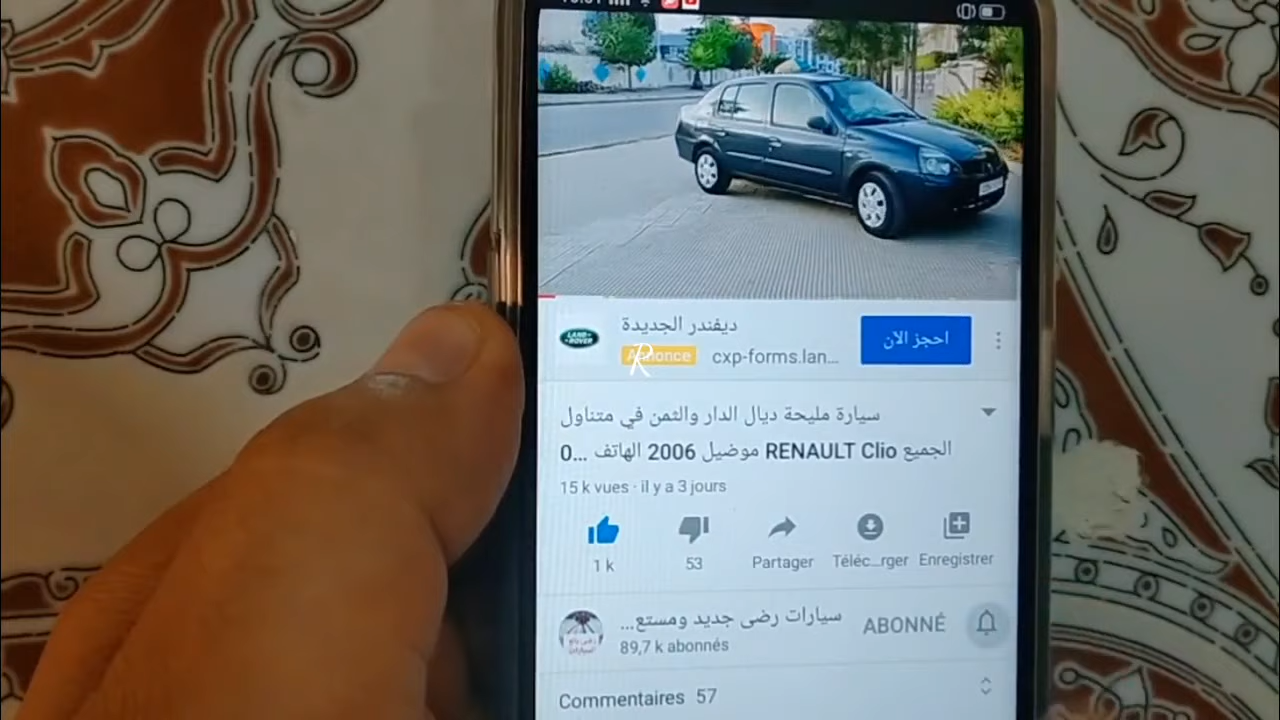 LAND-
ROVER
ديفندر الجديدة
احجز الآن
Annonce
cxp-forms.lan...
R
سيارة مليحة ديال الدار والثمن في متناول
الجميع RENAULT Clio موضيل 2006 الهاتف 0...
15 k vues · il y a 3 jours
1 k
53
Partager
Téléc...rger
Enregistrer
سيارات رضى جديد ومستع...
ABONNÉ
89,7 k abonnés
Commentaires 57